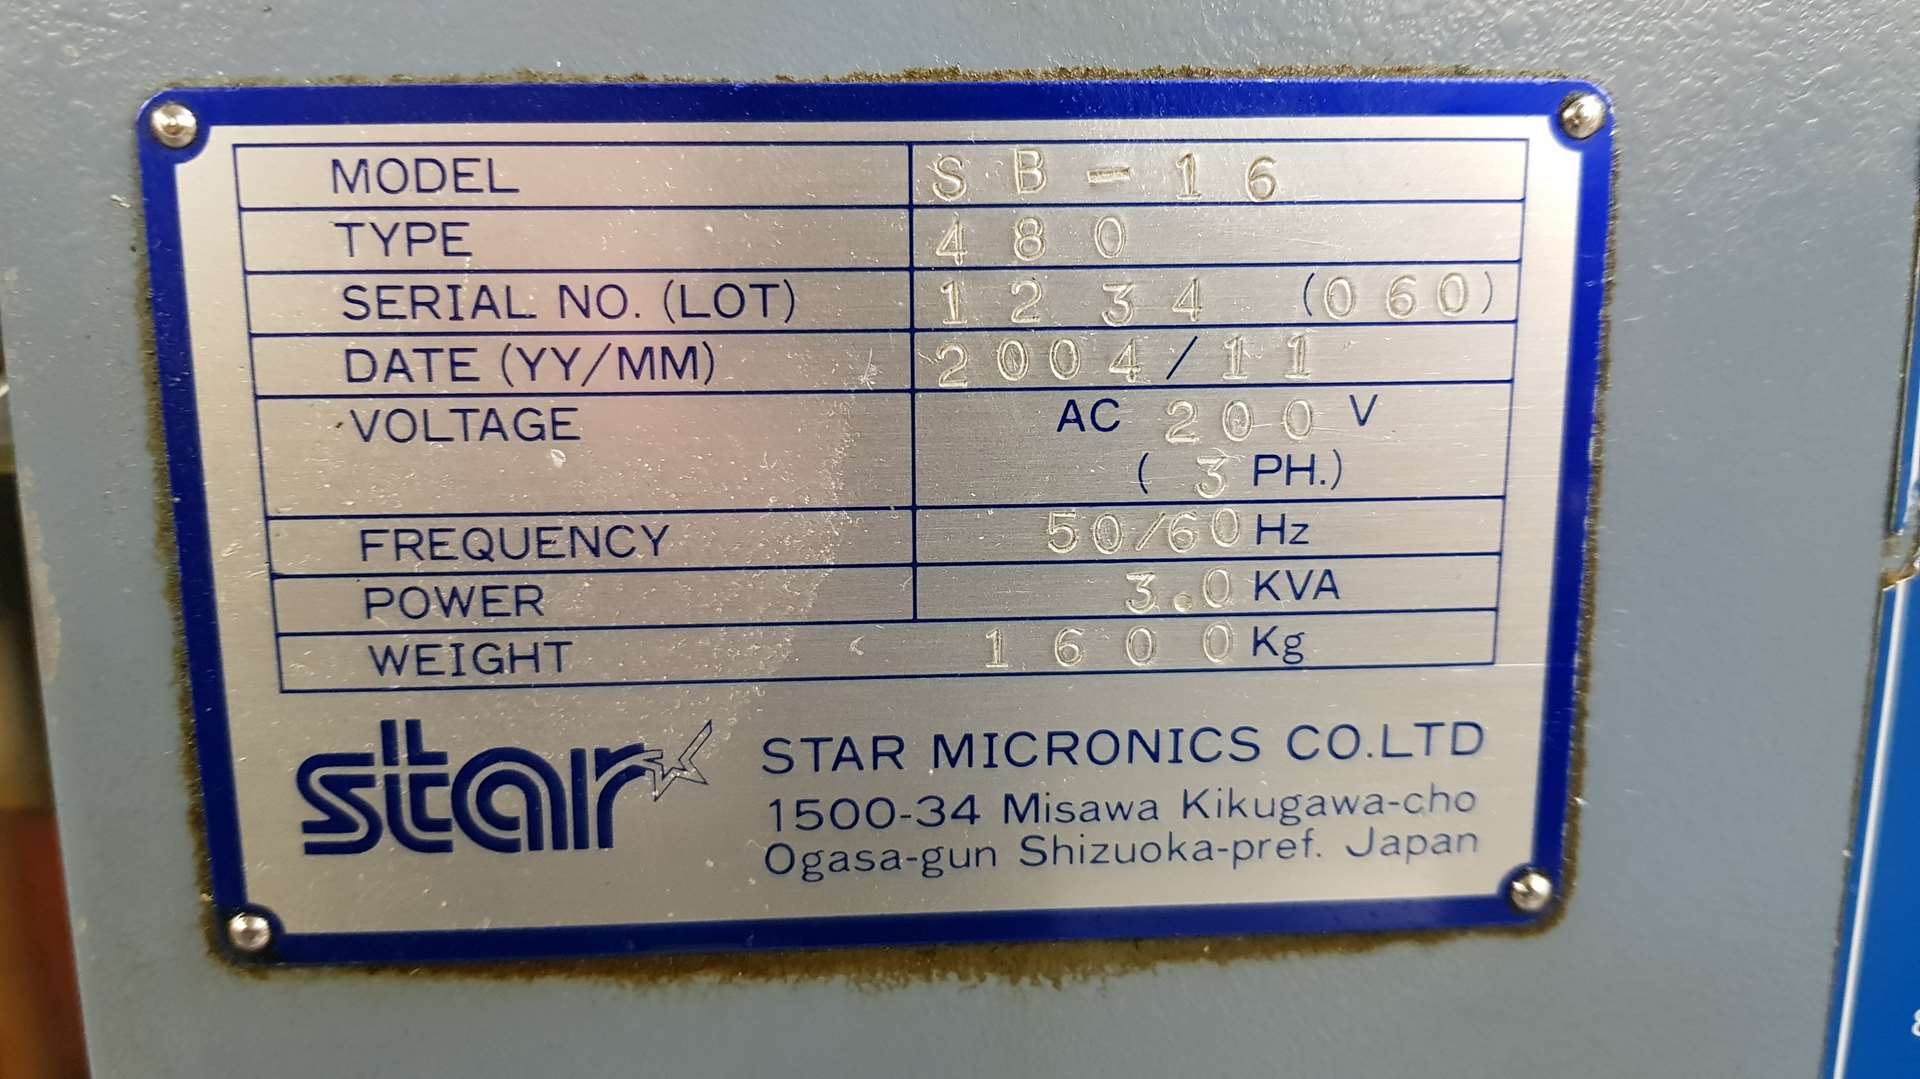 MODEL SB-16
TYPE 480
SERIAL NO. (LOT) 1234 (060)
DATE (YY/MM) 2004/11
VOLTAGE AC 200 V
( 3 PH.)
FREQUENCY 50/60 Hz
POWER 3.0 KVA
WEIGHT 1600 Kg
star
STAR MICRONICS CO.LTD
1500-34 Misawa Kikugawa-cho
Ogasa-gun Shizuoka-pref. Japan